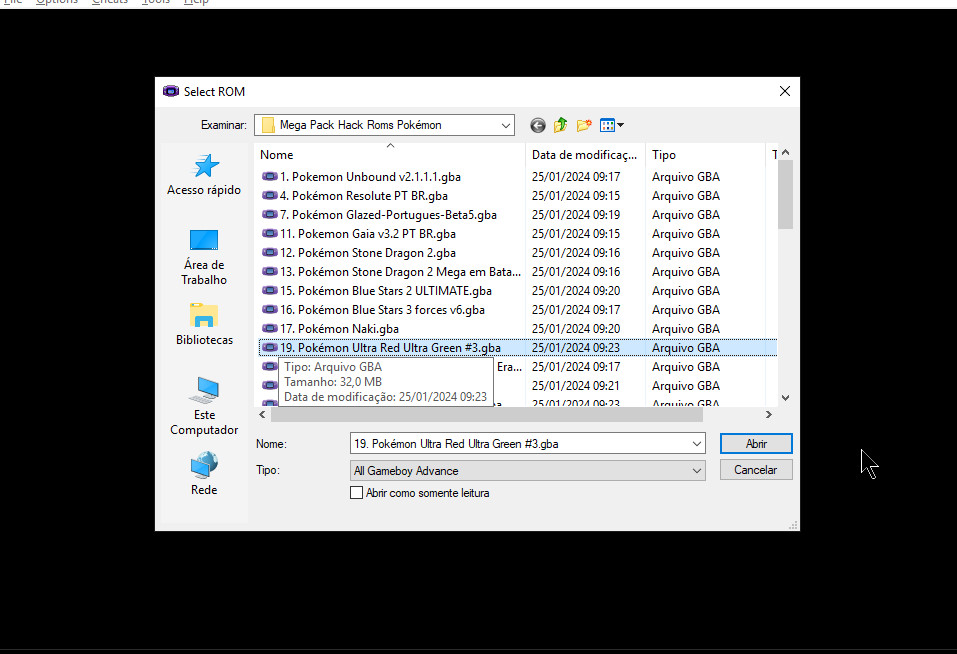 File Options Cheats Tools Help
Select ROM
Examinar: Mega Pack Hack Roms Pokémon
Acesso rápido
Área de
Trabalho
Bibliotecas
Este
Computador
Rede
Nome Data de modificaç... Tipo T
1. Pokemon Unbound v2.1.1.1.gba 25/01/2024 09:17 Arquivo GBA
4. Pokémon Resolute PT BR.gba 25/01/2024 09:15 Arquivo GBA
7. Pokémon Glazed-Portugues-Beta5.gba 25/01/2024 09:19 Arquivo GBA
11. Pokemon Gaia v3.2 PT BR.gba 25/01/2024 09:15 Arquivo GBA
12. Pokémon Stone Dragon 2.gba 25/01/2024 09:16 Arquivo GBA
13. Pokémon Stone Dragon 2 Mega em Bata... 25/01/2024 09:16 Arquivo GBA
15. Pokémon Blue Stars 2 ULTIMATE.gba 25/01/2024 09:20 Arquivo GBA
16. Pokémon Blue Stars 3 forces v6.gba 25/01/2024 09:17 Arquivo GBA
17. Pokémon Naki.gba 25/01/2024 09:20 Arquivo GBA
19. Pokémon Ultra Red Ultra Green #3.gba 25/01/2024 09:23 Arquivo GBA
Era... 25/01/2024 09:17 Arquivo GBA
25/01/2024 09:21 Arquivo GBA
25/01/2024 09:23 Arquivo GBA
Tipo: Arquivo GBA
Tamanho: 32,0 MB
Data de modificação: 25/01/2024 09:23
Nome: 19. Pokémon Ultra Red Ultra Green #3.gba Abrir
Tipo: All Gameboy Advance Cancelar
Abrir como somente leitura